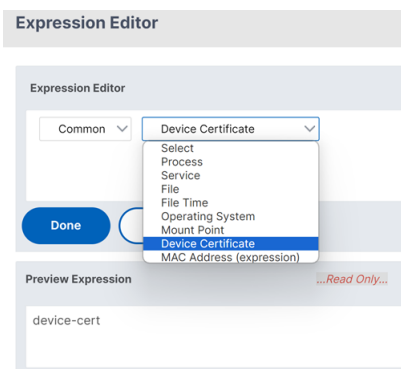 Expression Editor
Expression Editor
Common
Device Certificate
Select
Process
Service
File
File Time
Operating System
Mount Point
Device Certificate
MAC Address (expression)
Done
Preview Expression
...Read Only...
device-cert